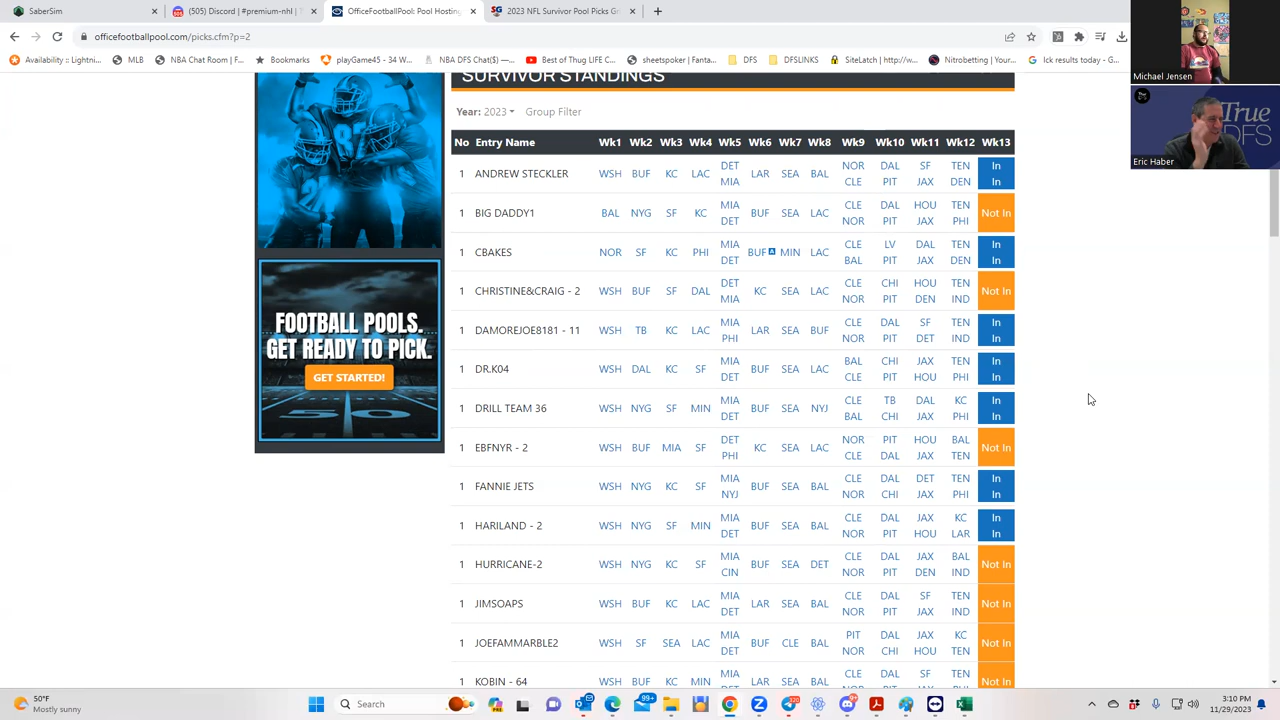 SaberSim
(505) Discord | #premium-nhl | T
OfficeFootballPool: Pool Hosting
2023 NFL Survivor Pool Picks Gr
officefootballpool.com/picks.cfm?p=2
Availability :: Lightni...
MLB
NBA Chat Room | F...
Bookmarks
playGame45 - 34 W...
NBA DFS Chat($)—...
Best of Thug LIFE C...
sheetspoker | Fanta...
DFS
DFSLINKS
SiteLatch | http://w...
Nitrobetting | Your...
Ick results today - G...
Michael Jensen
True
DFS
Eric Haber
SURVIVOR STANDINGS
Year: 2023 Group Filter
No Entry Name Wk1 Wk2 Wk3 Wk4 Wk5 Wk6 Wk7 Wk8 Wk9 Wk10 Wk11 Wk12 Wk13
DET NOR DAL SF TEN In
1 ANDREW STECKLER WSH BUF KC LAC LAR SEA BAL
MIA CLE PIT JAX DEN In
MIA CLE DAL HOU TEN
1 BIG DADDY1 BAL NYG SF KC BUF SEA LAC Not In
DET NOR PIT JAX PHI
MIA CLE LV DAL TEN In
1 CBAKES NOR SF KC PHI BUF A MIN LAC
DET BAL PIT JAX DEN In
DET CLE CHI HOU TEN
1 CHRISTINE&CRAIG - 2 WSH BUF SF DAL KC SEA LAC Not In
MIA NOR PIT DEN IND
MIA CLE DAL SF TEN In
1 DAMOREJOE8181 - 11 WSH TB KC LAC LAR SEA BUF
PHI NOR PIT DET IND In
MIA BAL CHI JAX TEN In
1 DR.K04 WSH DAL KC SF BUF SEA LAC
DET CLE PIT HOU PHI In
MIA CLE TB DAL KC In
1 DRILL TEAM 36 WSH NYG SF MIN BUF SEA NYJ
DET BAL CHI JAX PHI In
DET NOR PIT HOU BAL
1 EBFNYR - 2 WSH BUF MIA SF KC SEA LAC Not In
PHI CLE DAL JAX TEN
MIA CLE DAL DET TEN In
1 FANNIE JETS WSH NYG KC SF BUF SEA BAL
NYJ NOR CHI JAX PHI In
MIA CLE DAL JAX KC In
1 HARILAND - 2 WSH NYG SF MIN BUF SEA BAL
DET NOR PIT HOU LAR In
MIA CLE DAL JAX BAL
1 HURRICANE-2 WSH NYG KC SF BUF SEA DET Not In
CIN NOR PIT DEN IND
MIA CLE DAL SF TEN
1 JIMSOAPS WSH BUF KC LAC LAR SEA BAL Not In
DET NOR PIT JAX IND
MIA PIT DAL JAX KC
1 JOEFAMMARBLE2 WSH SF SEA LAC BUF CLE BAL Not In
DET NOR CHI HOU TEN
MIA CLE DAL SF TEN
1 KOBIN - 64 WSH BUF KC MIN LAR SEA BAL Not In
DET NOR PIT JAX IND
FOOTBALL POOLS.
GET READY TO PICK.
GET STARTED!
50
50°F
Mostly sunny
Search
99+
3:10 PM
11/29/2023